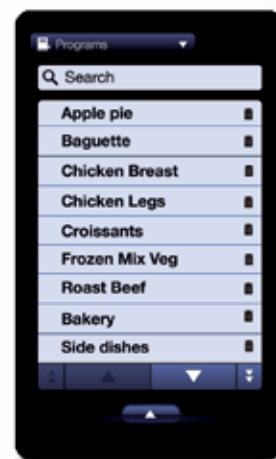 Programs
Search
Apple pie
Baguette
Chicken Breast
Chicken Legs
Croissants
Frozen Mix Veg
Roast Beef
Bakery
Side dishes